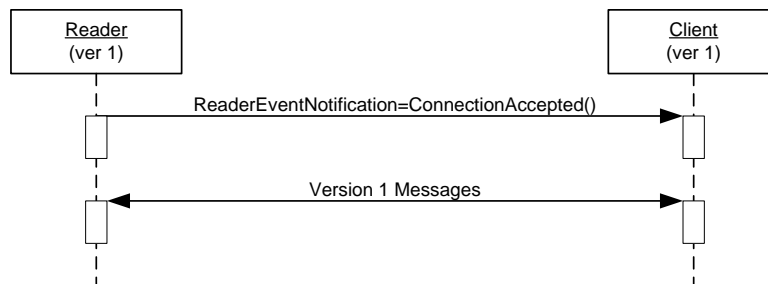 Reader
(ver 1)
Client
(ver 1)
ReaderEventNotification=ConnectionAccepted()
Version 1 Messages